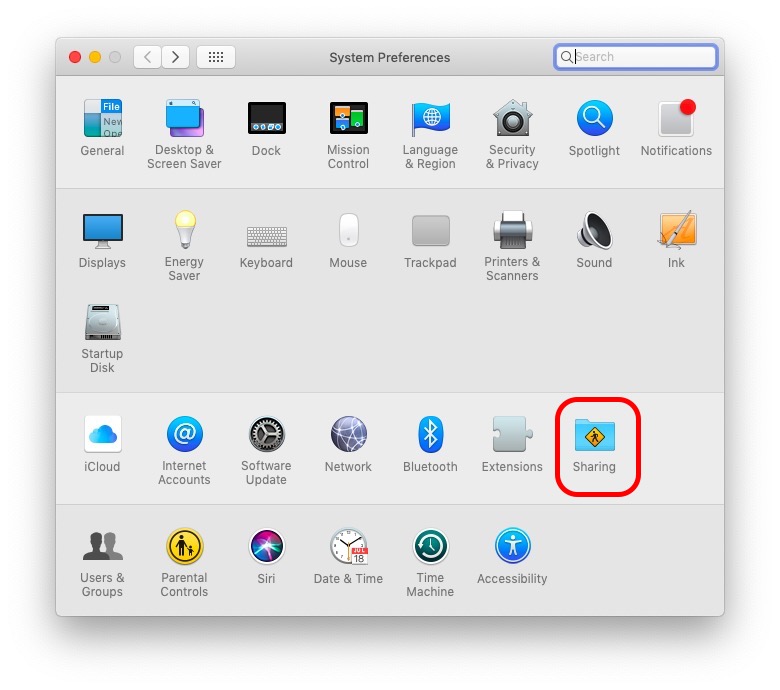 System Preferences
Search
File
New
Ope
General
Desktop &
Screen Saver
Dock
Mission
Control
Language
& Region
Security
& Privacy
Spotlight
Notifications
Displays
Energy
Saver
Keyboard
Mouse
Trackpad
Printers &
Scanners
Sound
Ink
Startup
Disk
iCloud
@
Internet
Accounts
Software
Update
Network
Bluetooth
Extensions
Sharing
Users &
Groups
Parental
Controls
Siri
JUL
18
Date & Time
Time
Machine
Accessibility